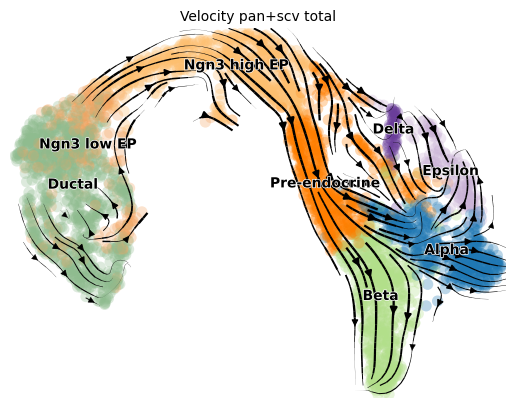 Velocity pan+scv total
Ngn3 high EP
Delta
Ngn3 low EP
Epsilon
Ductal
Pre-endocrine
Alpha
Beta